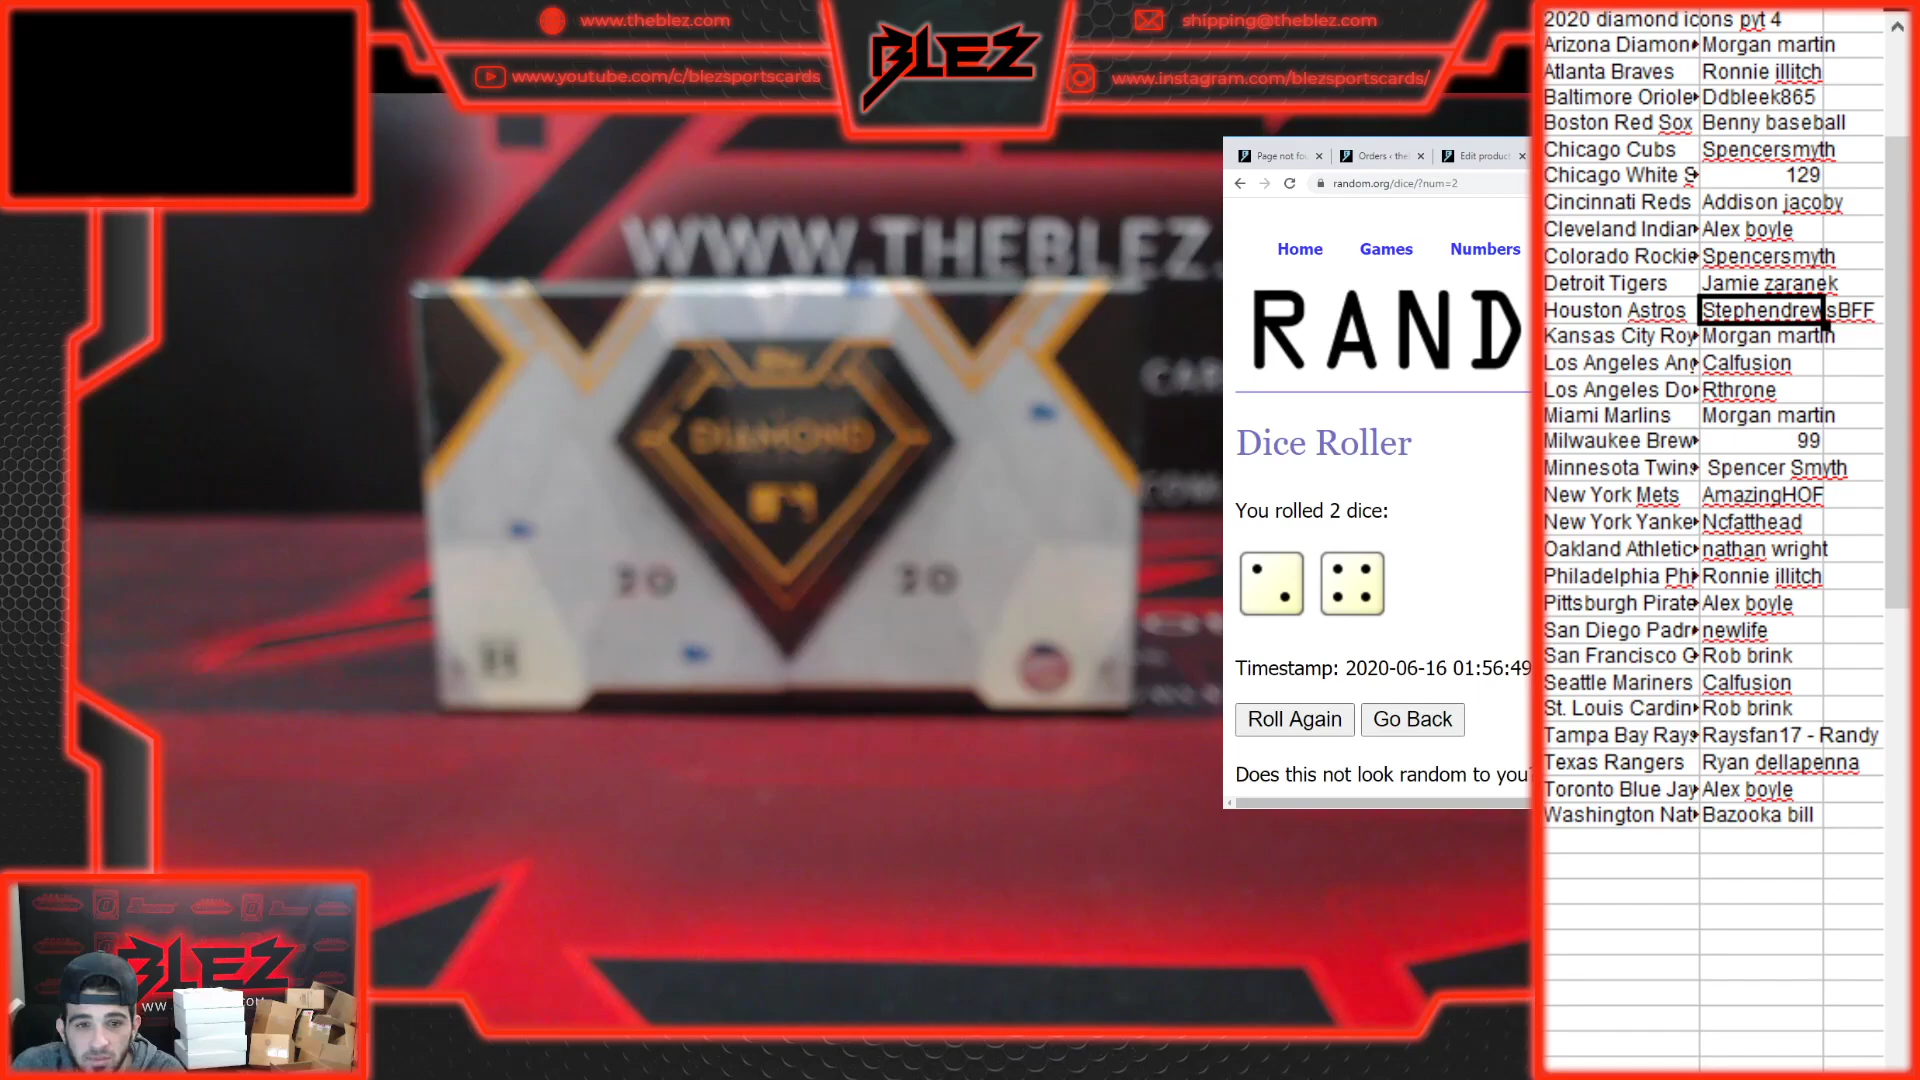 www.theblez.com
shipping@theblez.com
BLEZ
www.youtube.com/c/blezsportscards
www.instagram.com/blezsportscards/
WWW.THEBLEZ.
DIAMOND
20 20
Page not fou
Orders ‹ the
Edit product
random.org/dice/?num=2
Home Games Numbers
RAND
Dice Roller
You rolled 2 dice:
Timestamp: 2020-06-16 01:56:49
Roll Again Go Back
Does this not look random to you?
2020 diamond icons pyt 4
Arizona Diamon Morgan martin
Atlanta Braves Ronnie illitch
Baltimore Oriole Ddbleek865
Boston Red Sox Benny baseball
Chicago Cubs Spencersmyth
Chicago White S 129
Cincinnati Reds Addison jacoby
Cleveland Indian Alex boyle
Colorado Rockie Spencersmyth
Detroit Tigers Jamie zaranek
Houston Astros StephendrewsBFF
Kansas City Roy Morgan martin
Los Angeles Ang Calfusion
Los Angeles Do Rthrone
Miami Marlins Morgan martin
Milwaukee Brew 99
Minnesota Twins Spencer Smyth
New York Mets AmazingHOF
New York Yanke Ncfatthead
Oakland Athletic nathan wright
Philadelphia Phi Ronnie illitch
Pittsburgh Pirate Alex boyle
San Diego Padr newlife
San Francisco G Rob brink
Seattle Mariners Calfusion
St. Louis Cardin Rob brink
Tampa Bay Rays Raysfan17 - Randy
Texas Rangers Ryan dellapenna
Toronto Blue Jay Alex boyle
Washington Nat Bazooka bill
BLEZ